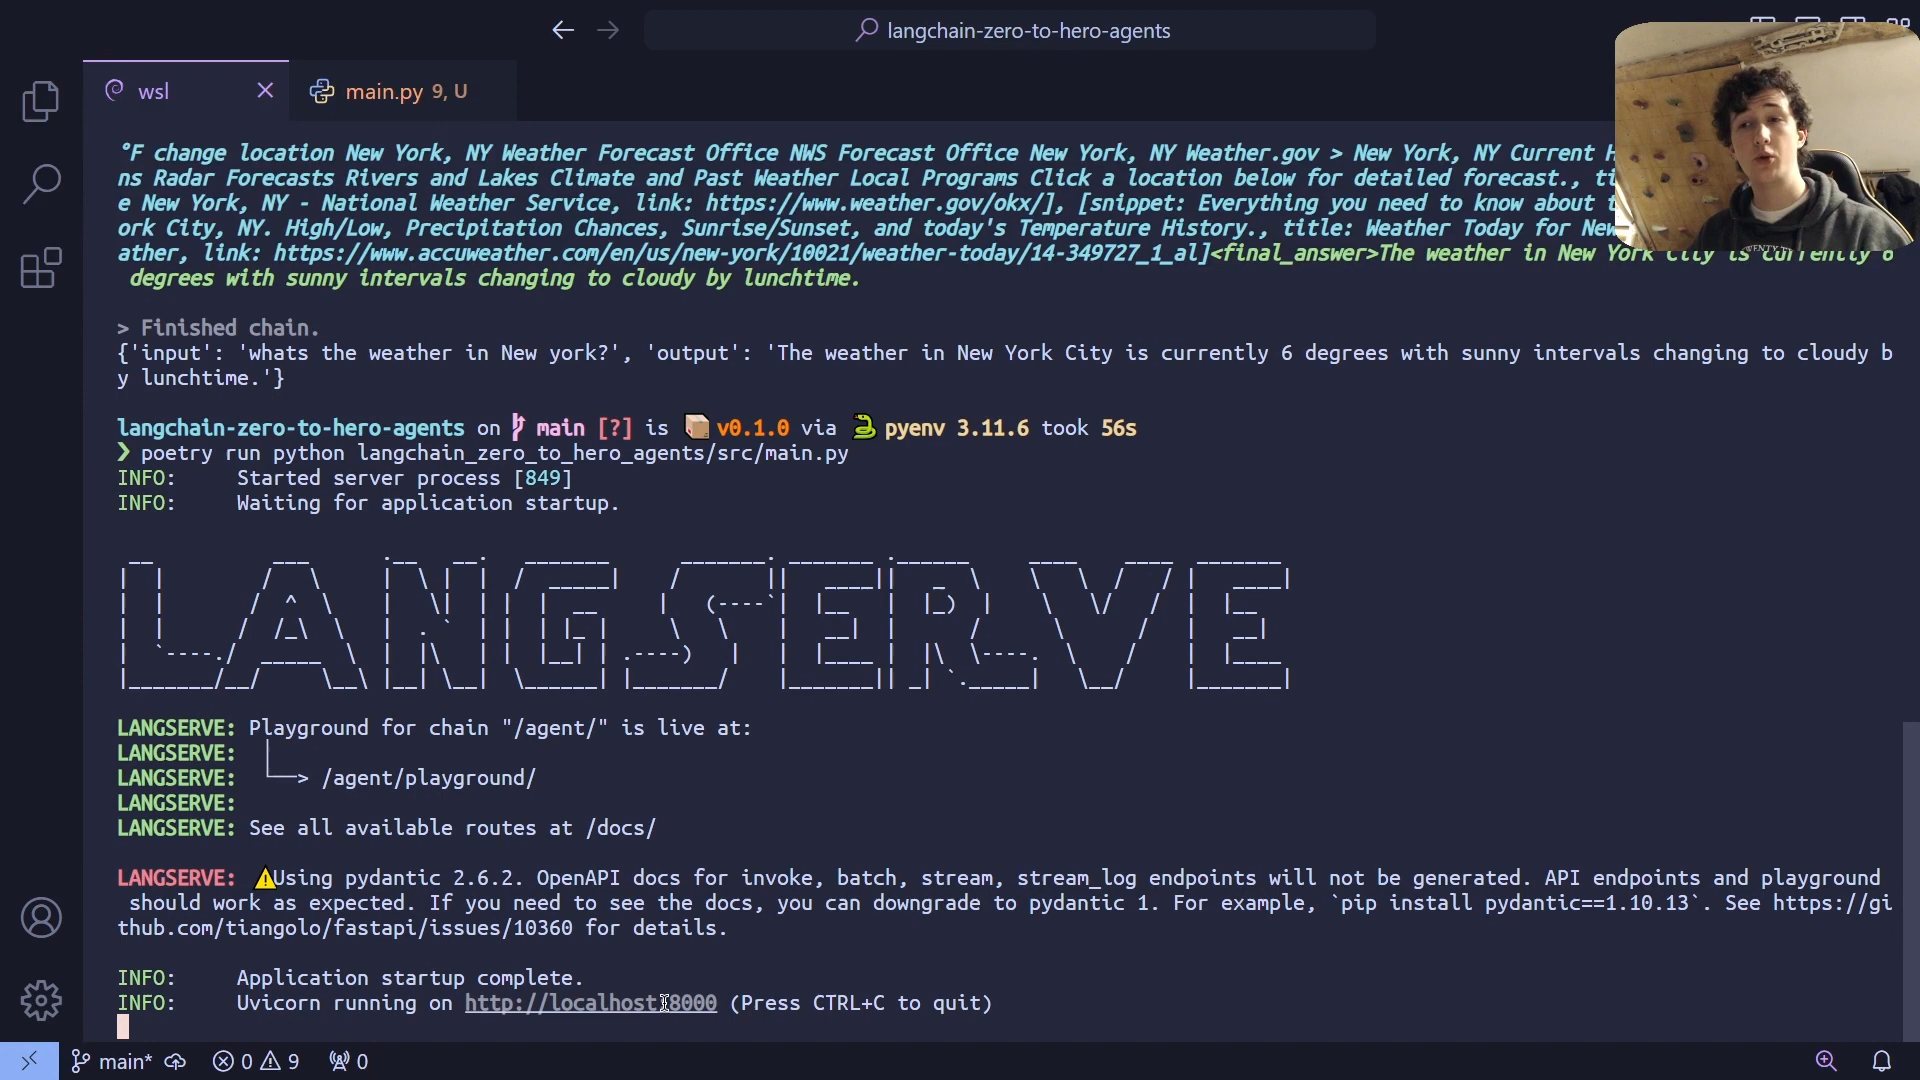 langchain-zero-to-hero-agents
wsl
main.py 9, U
°F change location New York, NY Weather Forecast Office NWS Forecast Office New York, NY Weather.gov > New York, NY Current
ns Radar Forecasts Rivers and Lakes Climate and Past Weather Local Programs Click a location below for detailed forecast.,
e New York, NY - National Weather Service, link: https://www.weather.gov/okx/], [snippet: Everything you need to know about
ork City, NY. High/Low, Precipitation Chances, Sunrise/Sunset, and today's Temperature History., title: Weather Today for New
ather, link: https://www.accuweather.com/en/us/new-york/10021/weather-today/14-349727_1_al]<final_answer>The weather in New York City is currently 6
degrees with sunny intervals changing to cloudy by lunchtime.
> Finished chain.
{'input': 'whats the weather in New york?', 'output': 'The weather in New York City is currently 6 degrees with sunny intervals changing to cloudy b
y lunchtime.'}
langchain-zero-to-hero-agents on main [?] is v0.1.0 via pyenv 3.11.6 took 56s
❯ poetry run python langchain_zero_to_hero_agents/src/main.py
INFO: Started server process [849]
INFO: Waiting for application startup.
LANGSERVE
LANGSERVE: Playground for chain "/agent/" is live at:
LANGSERVE: │
LANGSERVE: └──> /agent/playground/
LANGSERVE:
LANGSERVE: See all available routes at /docs/
LANGSERVE: ⚠Using pydantic 2.6.2. OpenAPI docs for invoke, batch, stream, stream_log endpoints will not be generated. API endpoints and playground
should work as expected. If you need to see the docs, you can downgrade to pydantic 1. For example, `pip install pydantic==1.10.13`. See https://gi
thub.com/tiangolo/fastapi/issues/10360 for details.
INFO: Application startup complete.
INFO: Uvicorn running on http://localhost:8000 (Press CTRL+C to quit)
main* 0 9 0